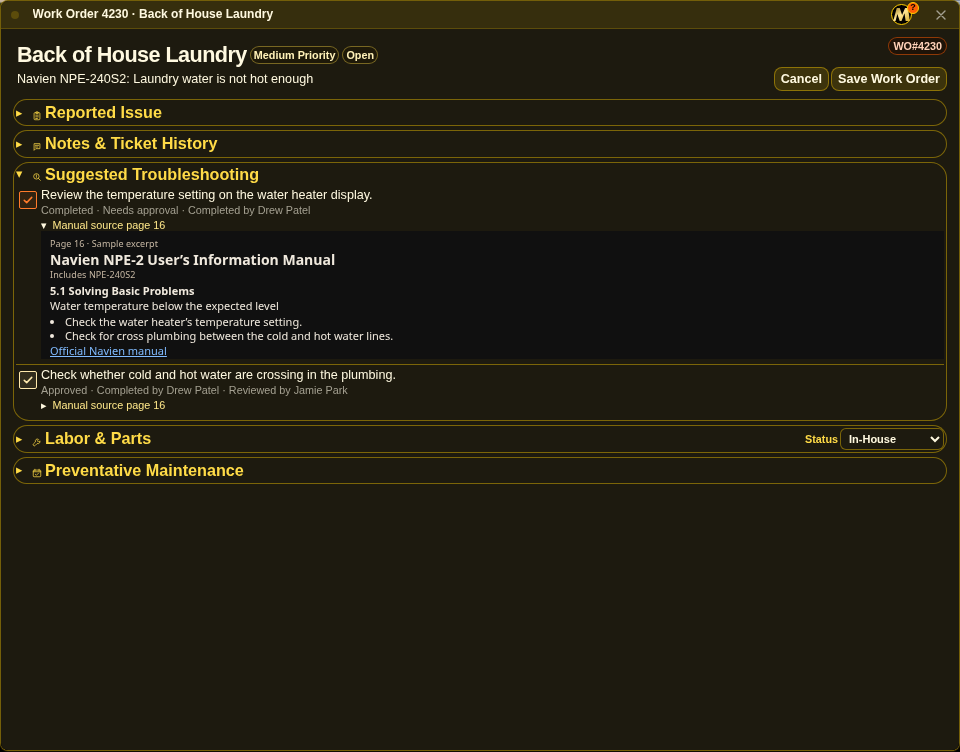 Work Order 4230 · Back of House Laundry
M?
Back of House Laundry Medium Priority Open
WO#4230
Navien NPE-240S2: Laundry water is not hot enough
Cancel Save Work Order
Reported Issue
Notes & Ticket History
Suggested Troubleshooting
Review the temperature setting on the water heater display.
Completed · Needs approval · Completed by Drew Patel
Manual source page 16
Page 16 · Sample excerpt
Navien NPE-2 User’s Information Manual
Includes NPE-240S2
5.1 Solving Basic Problems
Water temperature below the expected level
• Check the water heater’s temperature setting.
• Check for cross plumbing between the cold and hot water lines.
Official Navien manual
Check whether cold and hot water are crossing in the plumbing.
Approved · Completed by Drew Patel · Reviewed by Jamie Park
Manual source page 16
Labor & Parts
Status In-House
Preventative Maintenance